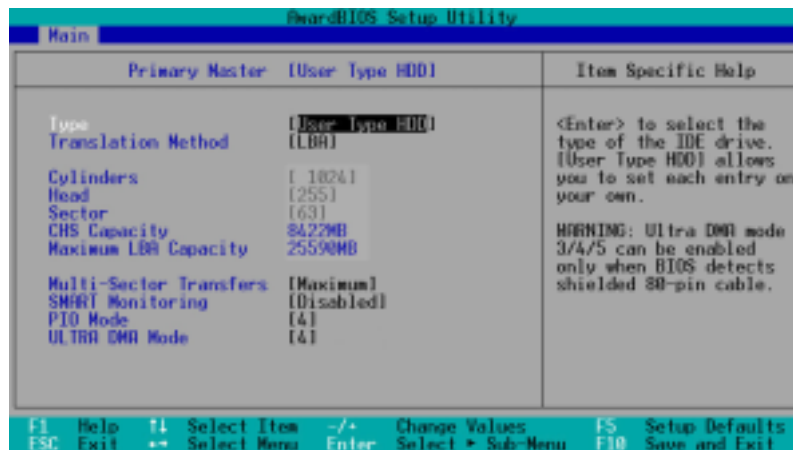 AwardBIOS Setup Utility
Main
Primary Master [User Type HDD]
Item Specific Help
Type [User Type HDD]
Translation Method [LBA]
Cylinders [ 1024]
Head [255]
Sector [63]
CHS Capacity 8422MB
Maximum LBA Capacity 25590MB
Multi-Sector Transfers [Maximum]
SMART Monitoring [Disabled]
PIO Mode [4]
ULTRA DMA Mode [4]
<Enter> to select the
type of the IDE drive.
[User Type HDD] allows
you to set each entry on
your own.
WARNING: Ultra DMA mode
3/4/5 can be enabled
only when BIOS detects
shielded 80-pin cable.
F1 Help ↑↓ Select Item -/+ Change Values F5 Setup Defaults
ESC Exit ←→ Select Menu Enter Select ► Sub-Menu F10 Save and Exit